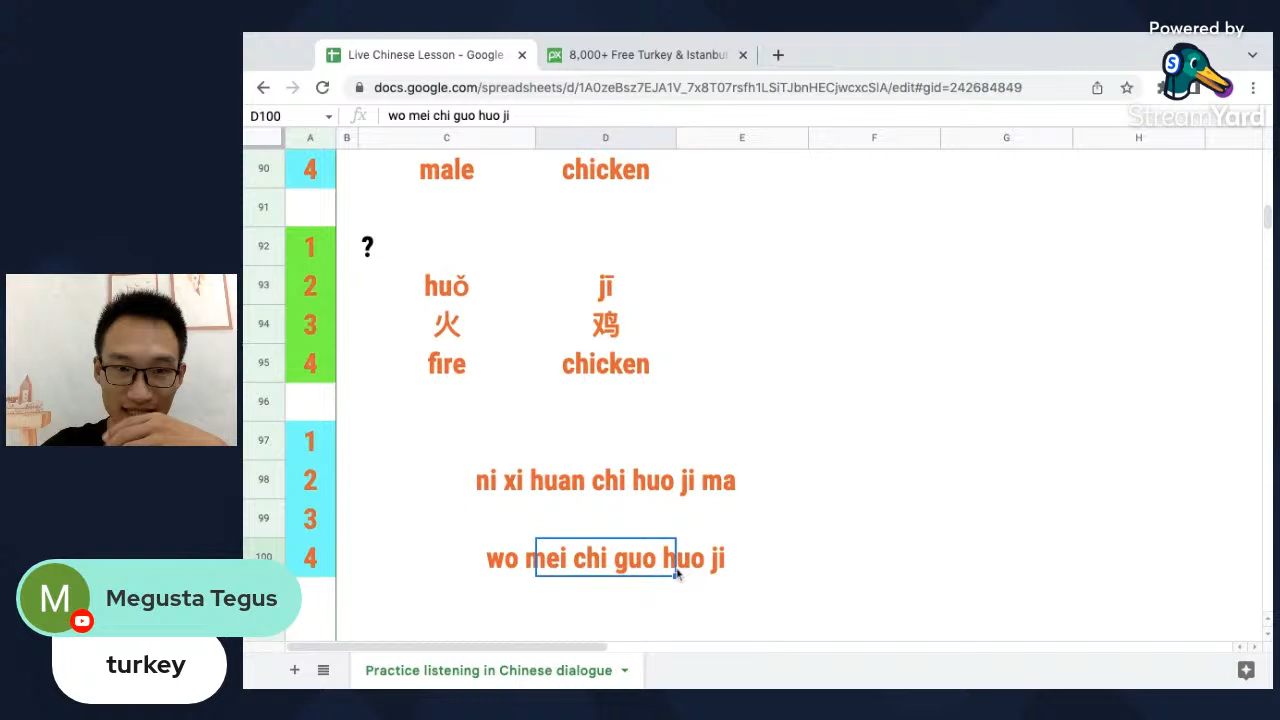 Powered by
StreamYard
Live Chinese Lesson - Google
8,000+ Free Turkey & Istanbul
docs.google.com/spreadsheets/d/1A0zeBsz7EJA1V_7x8T07rsfh1LSiTJbnHECjwcxcSlA/edit#gid=242684849
D100 fx wo mei chi guo huo ji
A B C D E F G H
90 4 male chicken
91
92 1 ?
93 2 huǒ jī
94 3 火 鸡
95 4 fire chicken
96
97 1
98 2 ni xi huan chi huo ji ma
99 3
100 4 wo mei chi guo huo ji
M Megusta Tegus
turkey
Practice listening in Chinese dialogue